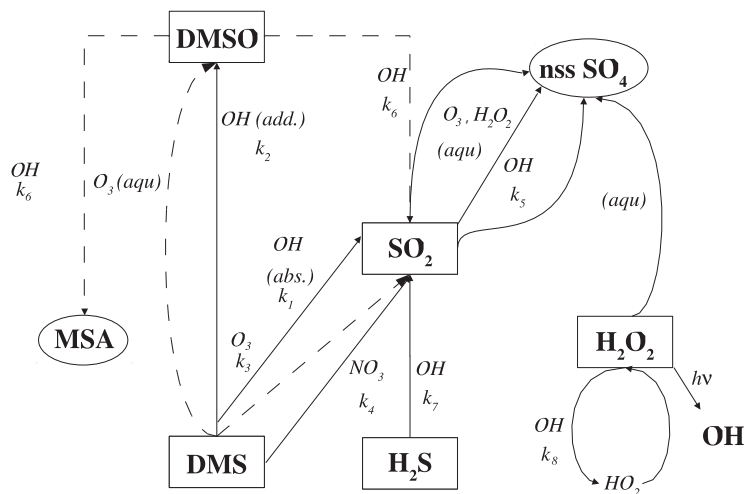 DMSO
nss SO₄
OH
k₆
O₃, H₂O₂
(aqu)
OH (add.)
k₂
OH
k₅
OH
k₆
O₃ (aqu)
(aqu)
SO₂
OH
(abs.)
k₁
MSA
O₃
k₃
H₂O₂
NO₃
k₄
OH
k₇
hν
OH
k₈
OH
DMS
H₂S
HO₂